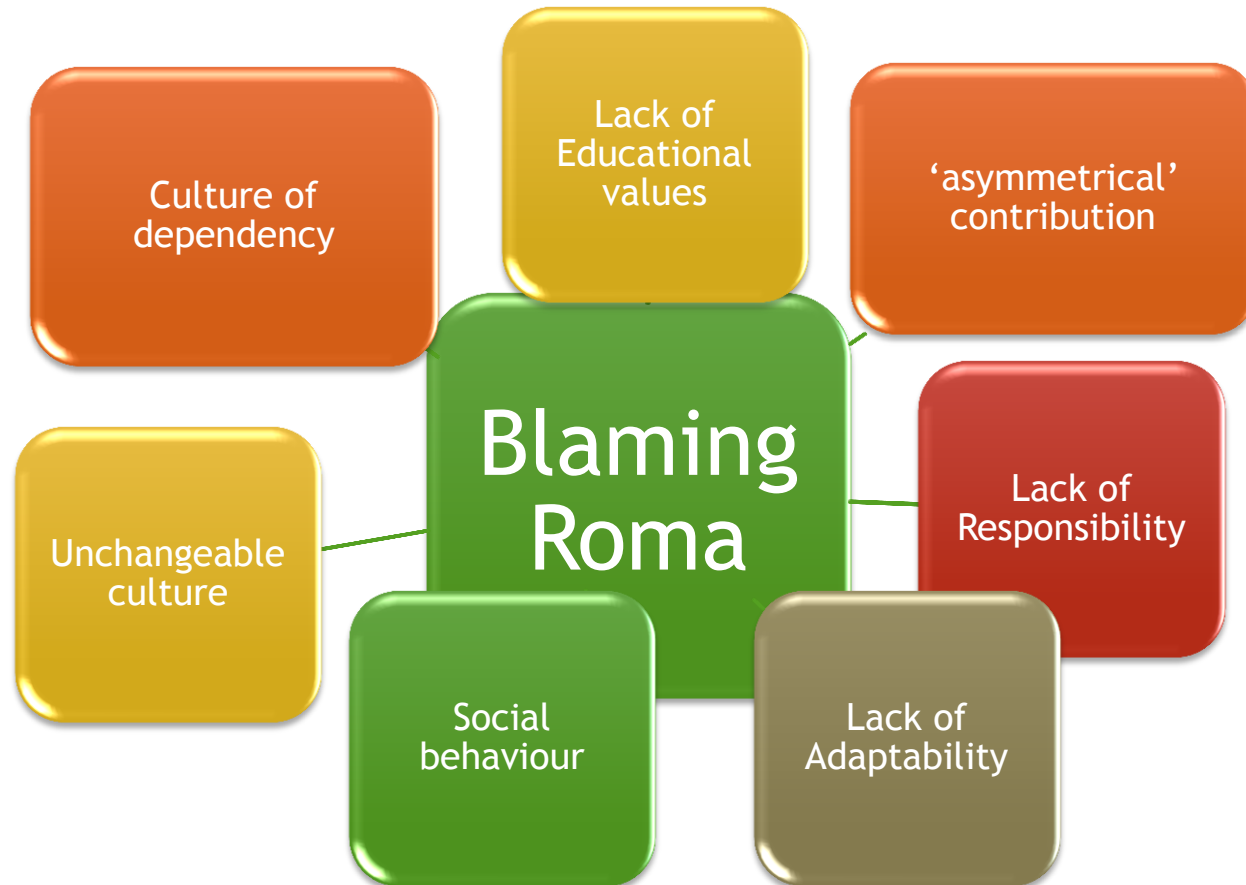 Lack of
Educational
values
Culture of
dependency
‘asymmetrical’
contribution
Blaming
Roma
Lack of
Responsibility
Unchangeable
culture
Social
behaviour
Lack of
Adaptability